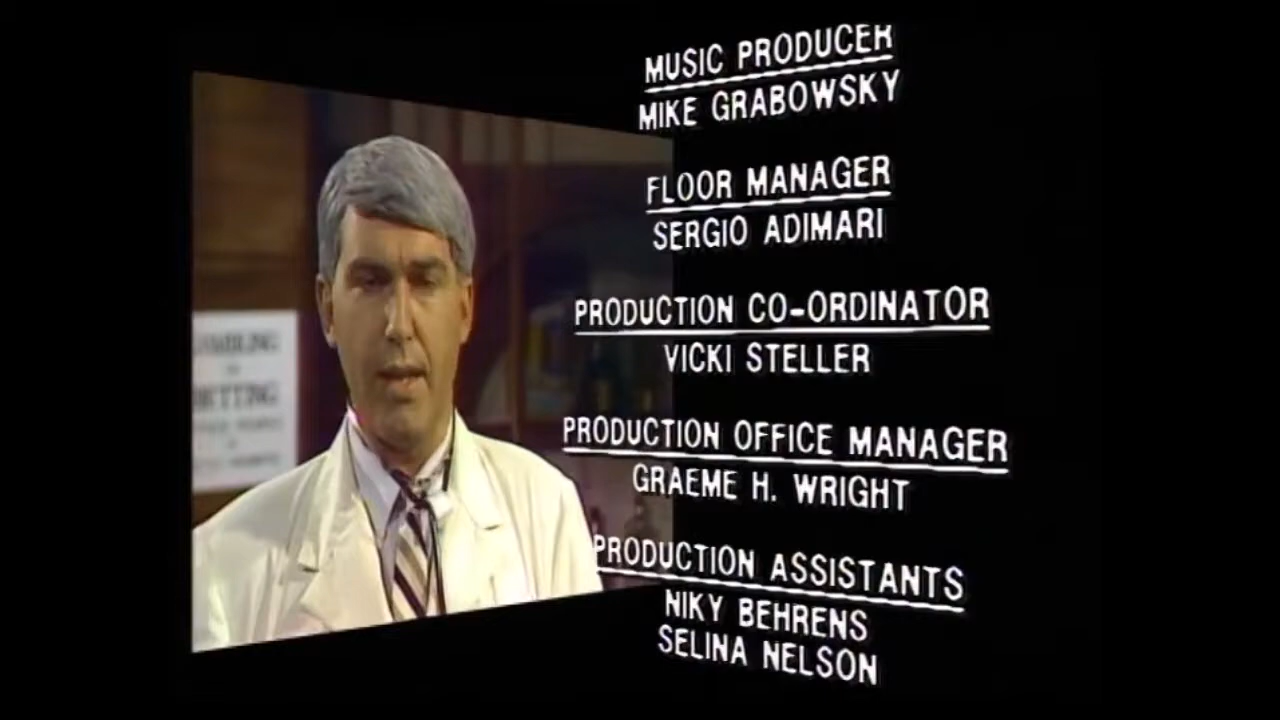 MUSIC PRODUCER
MIKE GRABOWSKY
FLOOR MANAGER
SERGIO ADIMARI
PRODUCTION CO-ORDINATOR
VICKI STELLER
PRODUCTION OFFICE MANAGER
GRAEME H. WRIGHT
PRODUCTION ASSISTANTS
NIKY BEHRENS
SELINA NELSON